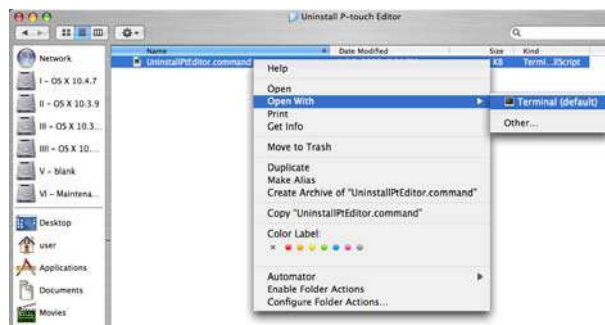 Uninstall P-touch Editor
Network
I - OS X 10.4.7
II - OS X 10.3.9
III - OS X 10.3...
IIII - OS X 10....
V - blank
VI - Maintena...
Desktop
user
Applications
Documents
Movies
Name Date Modified Size Kind
UninstallPtEditor.command KB Termi...llScript
Help
Open
Open With
Print
Get Info
Move to Trash
Duplicate
Make Alias
Create Archive of "UninstallPtEditor.command"
Copy "UninstallPtEditor.command"
Color Label:
Automator
Enable Folder Actions
Configure Folder Actions...
Terminal (default)
Other...